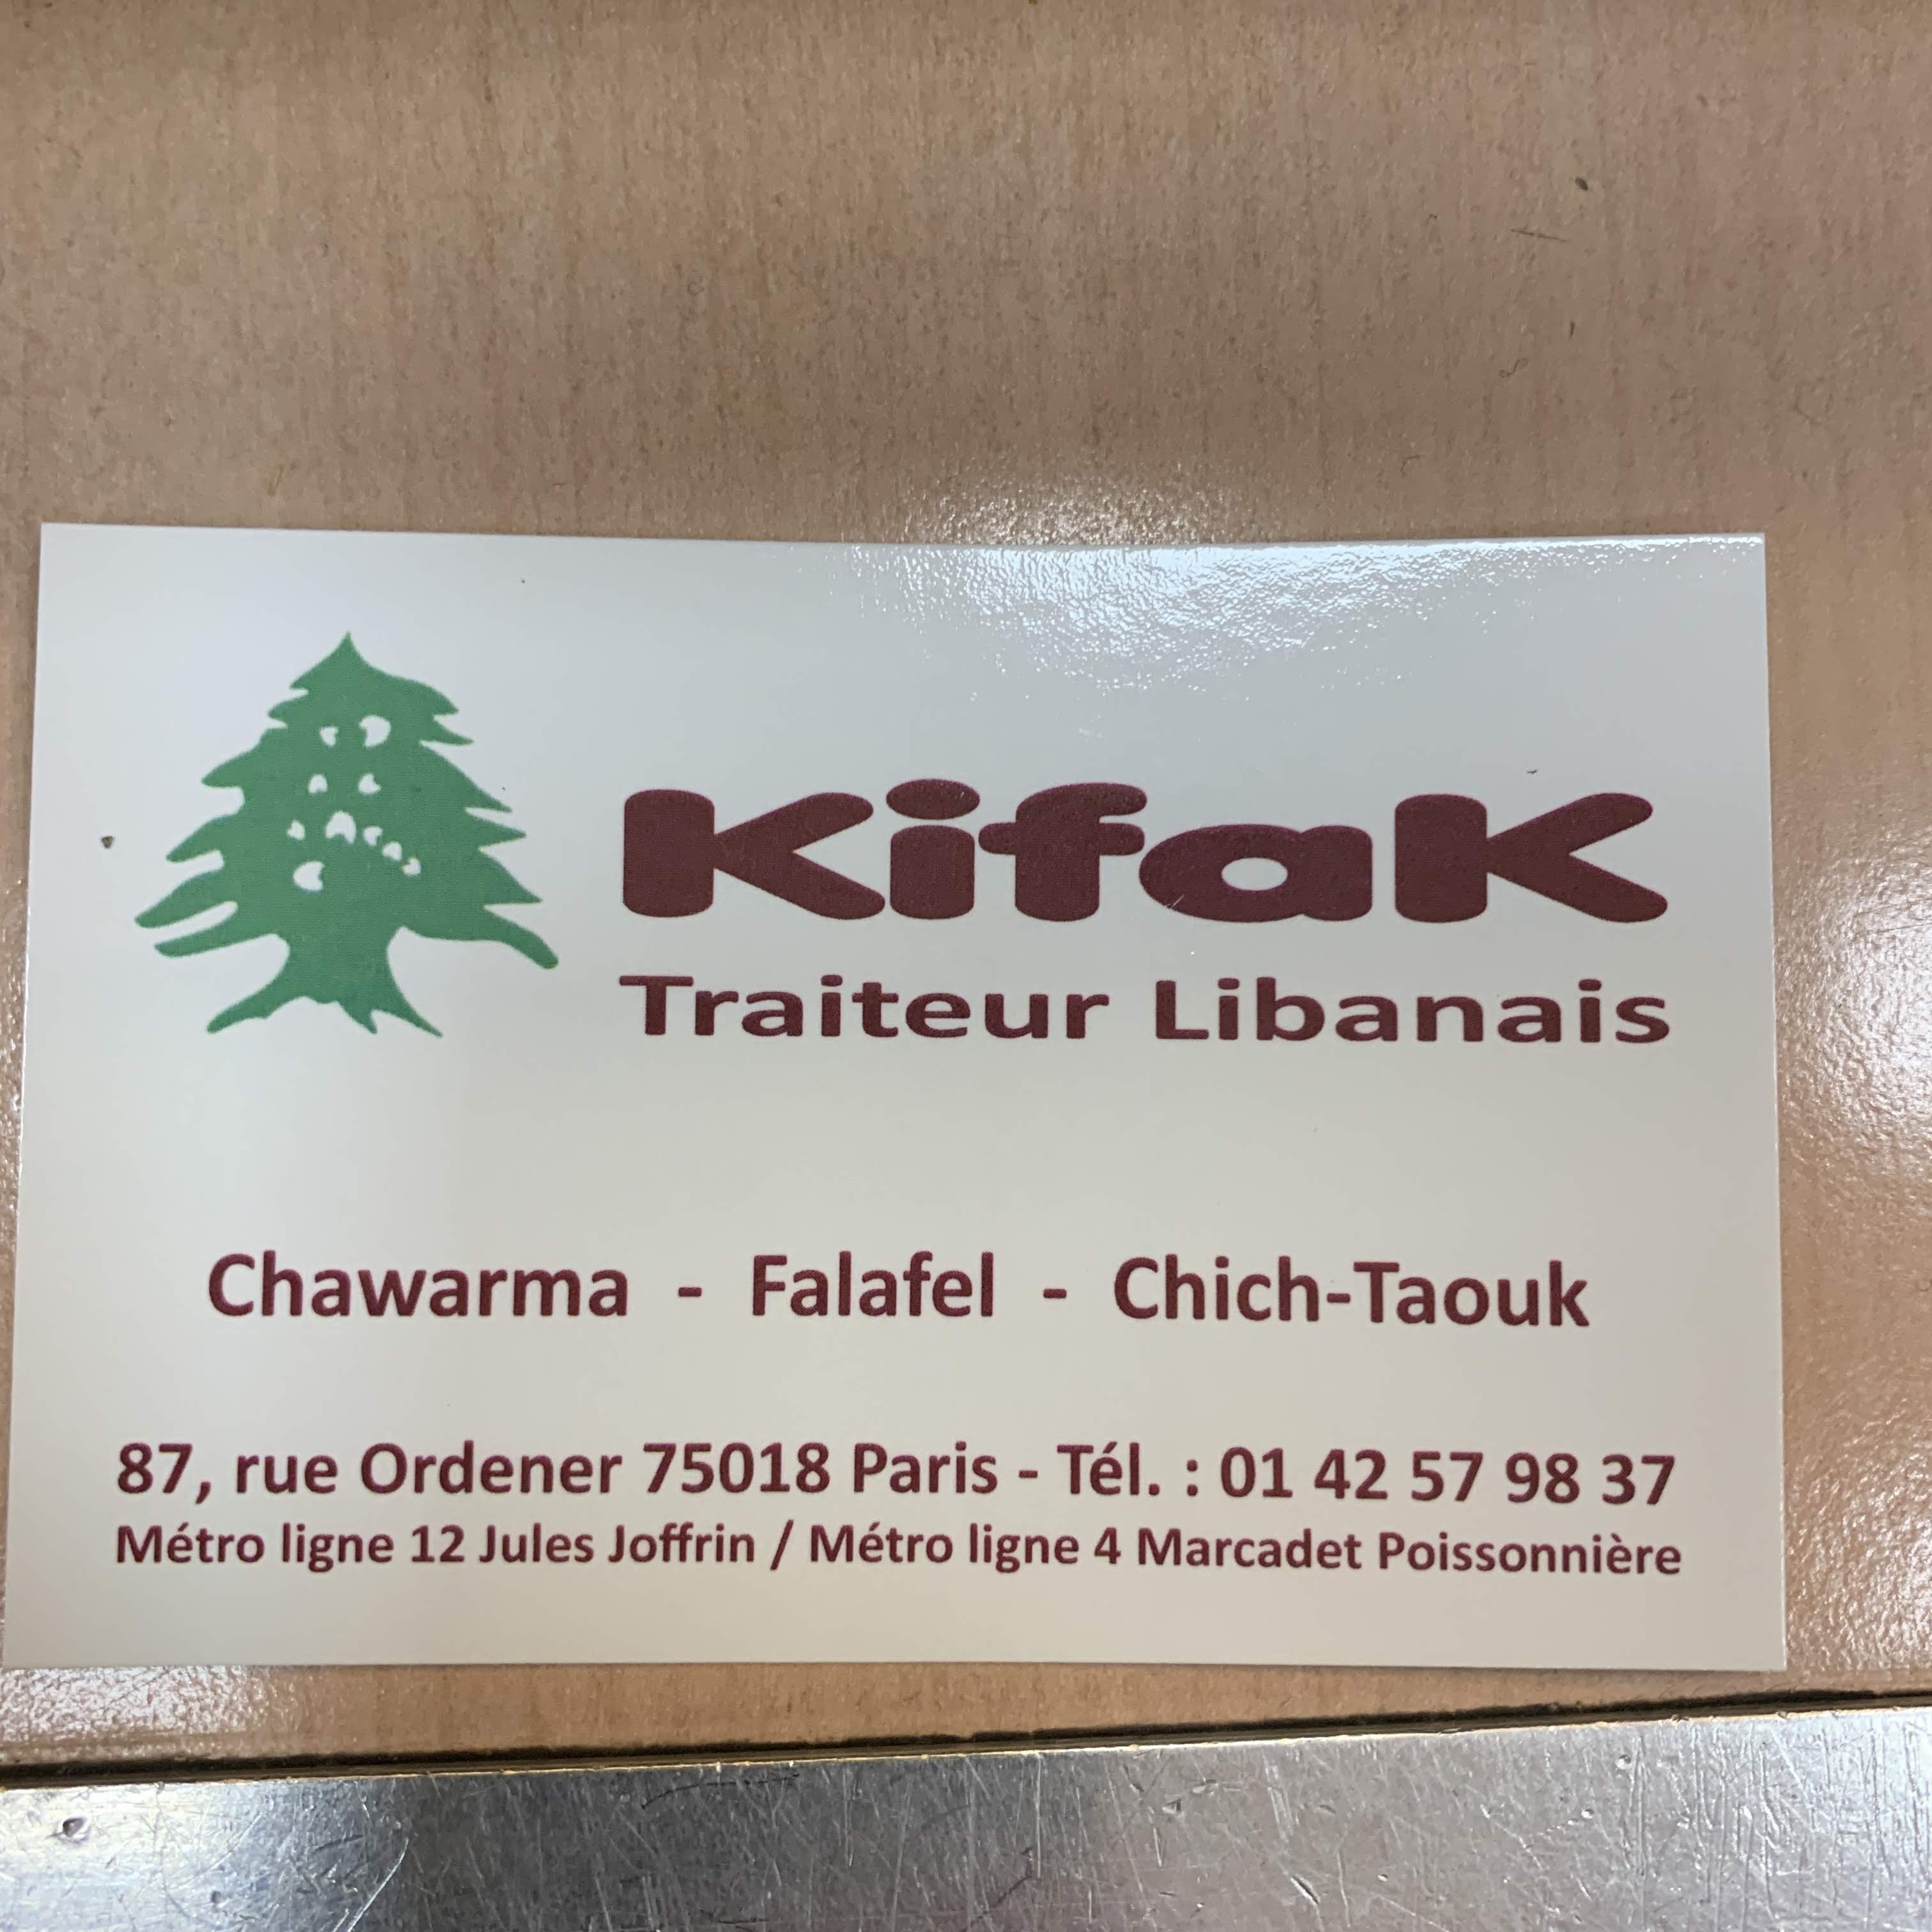 Kifak
Traiteur Libanais
Chawarma - Falafel - Chich-Taouk
87, rue Ordener 75018 Paris - Tél. : 01 42 57 98 37
Métro ligne 12 Jules Joffrin / Métro ligne 4 Marcadet Poissonnière